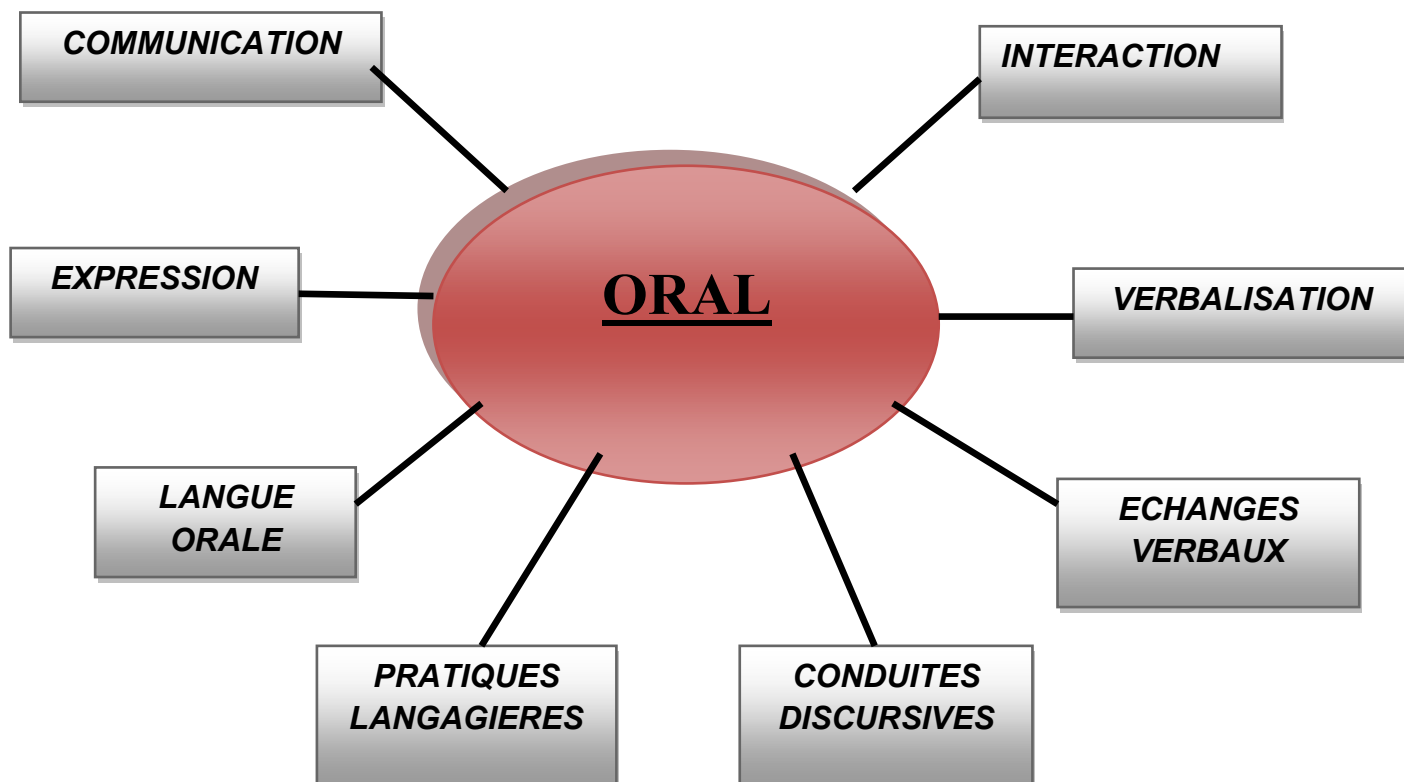 COMMUNICATION
INTERACTION
EXPRESSION
ORAL
VERBALISATION
LANGUE
ORALE
ECHANGES
VERBAUX
PRATIQUES
LANGAGIERES
CONDUITES
DISCURSIVES